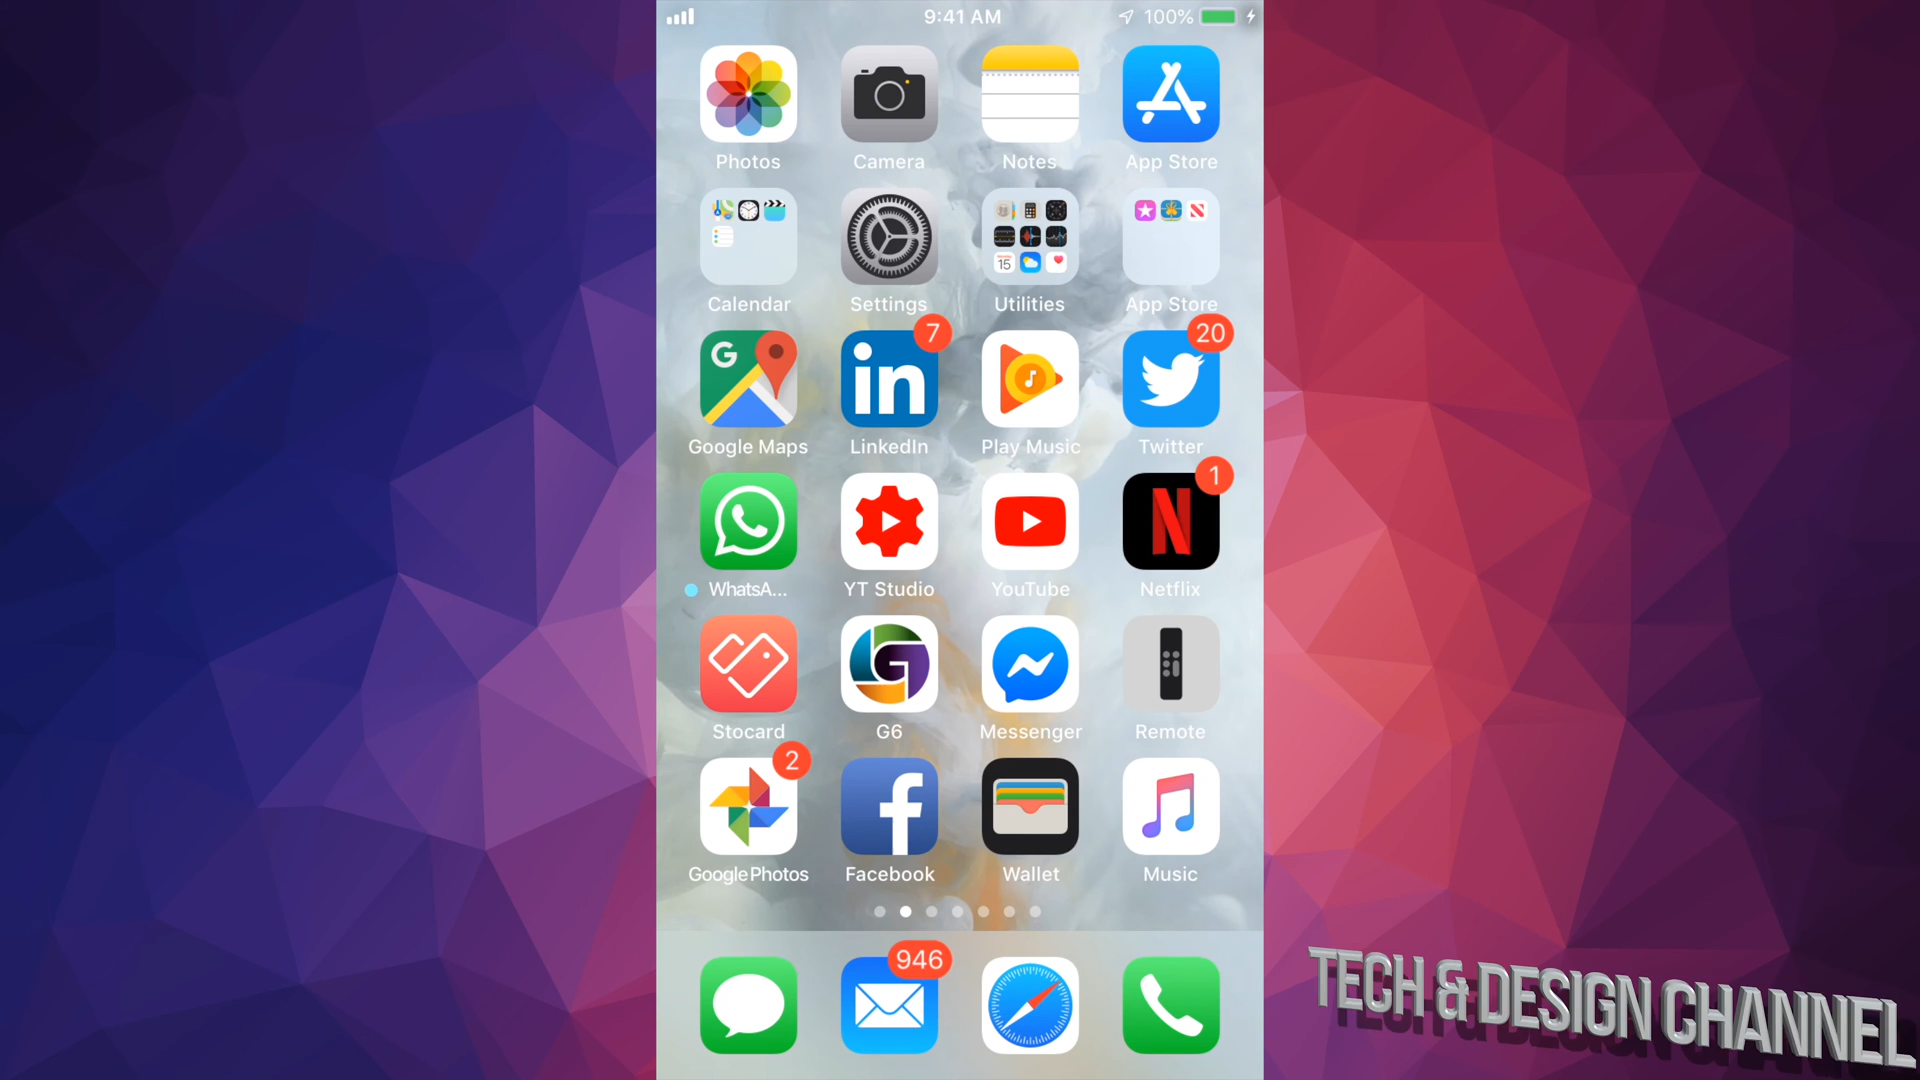 9:41 AM 100%
Photos Camera Notes App Store
15
Calendar Settings Utilities App Store
7 20
G in
Google Maps LinkedIn Play Music Twitter
1
N
WhatsA... YT Studio YouTube Netflix
G
Stocard G6 Messenger Remote
2
f
Google Photos Facebook Wallet Music
946
TECH & DESIGN CHANNEL